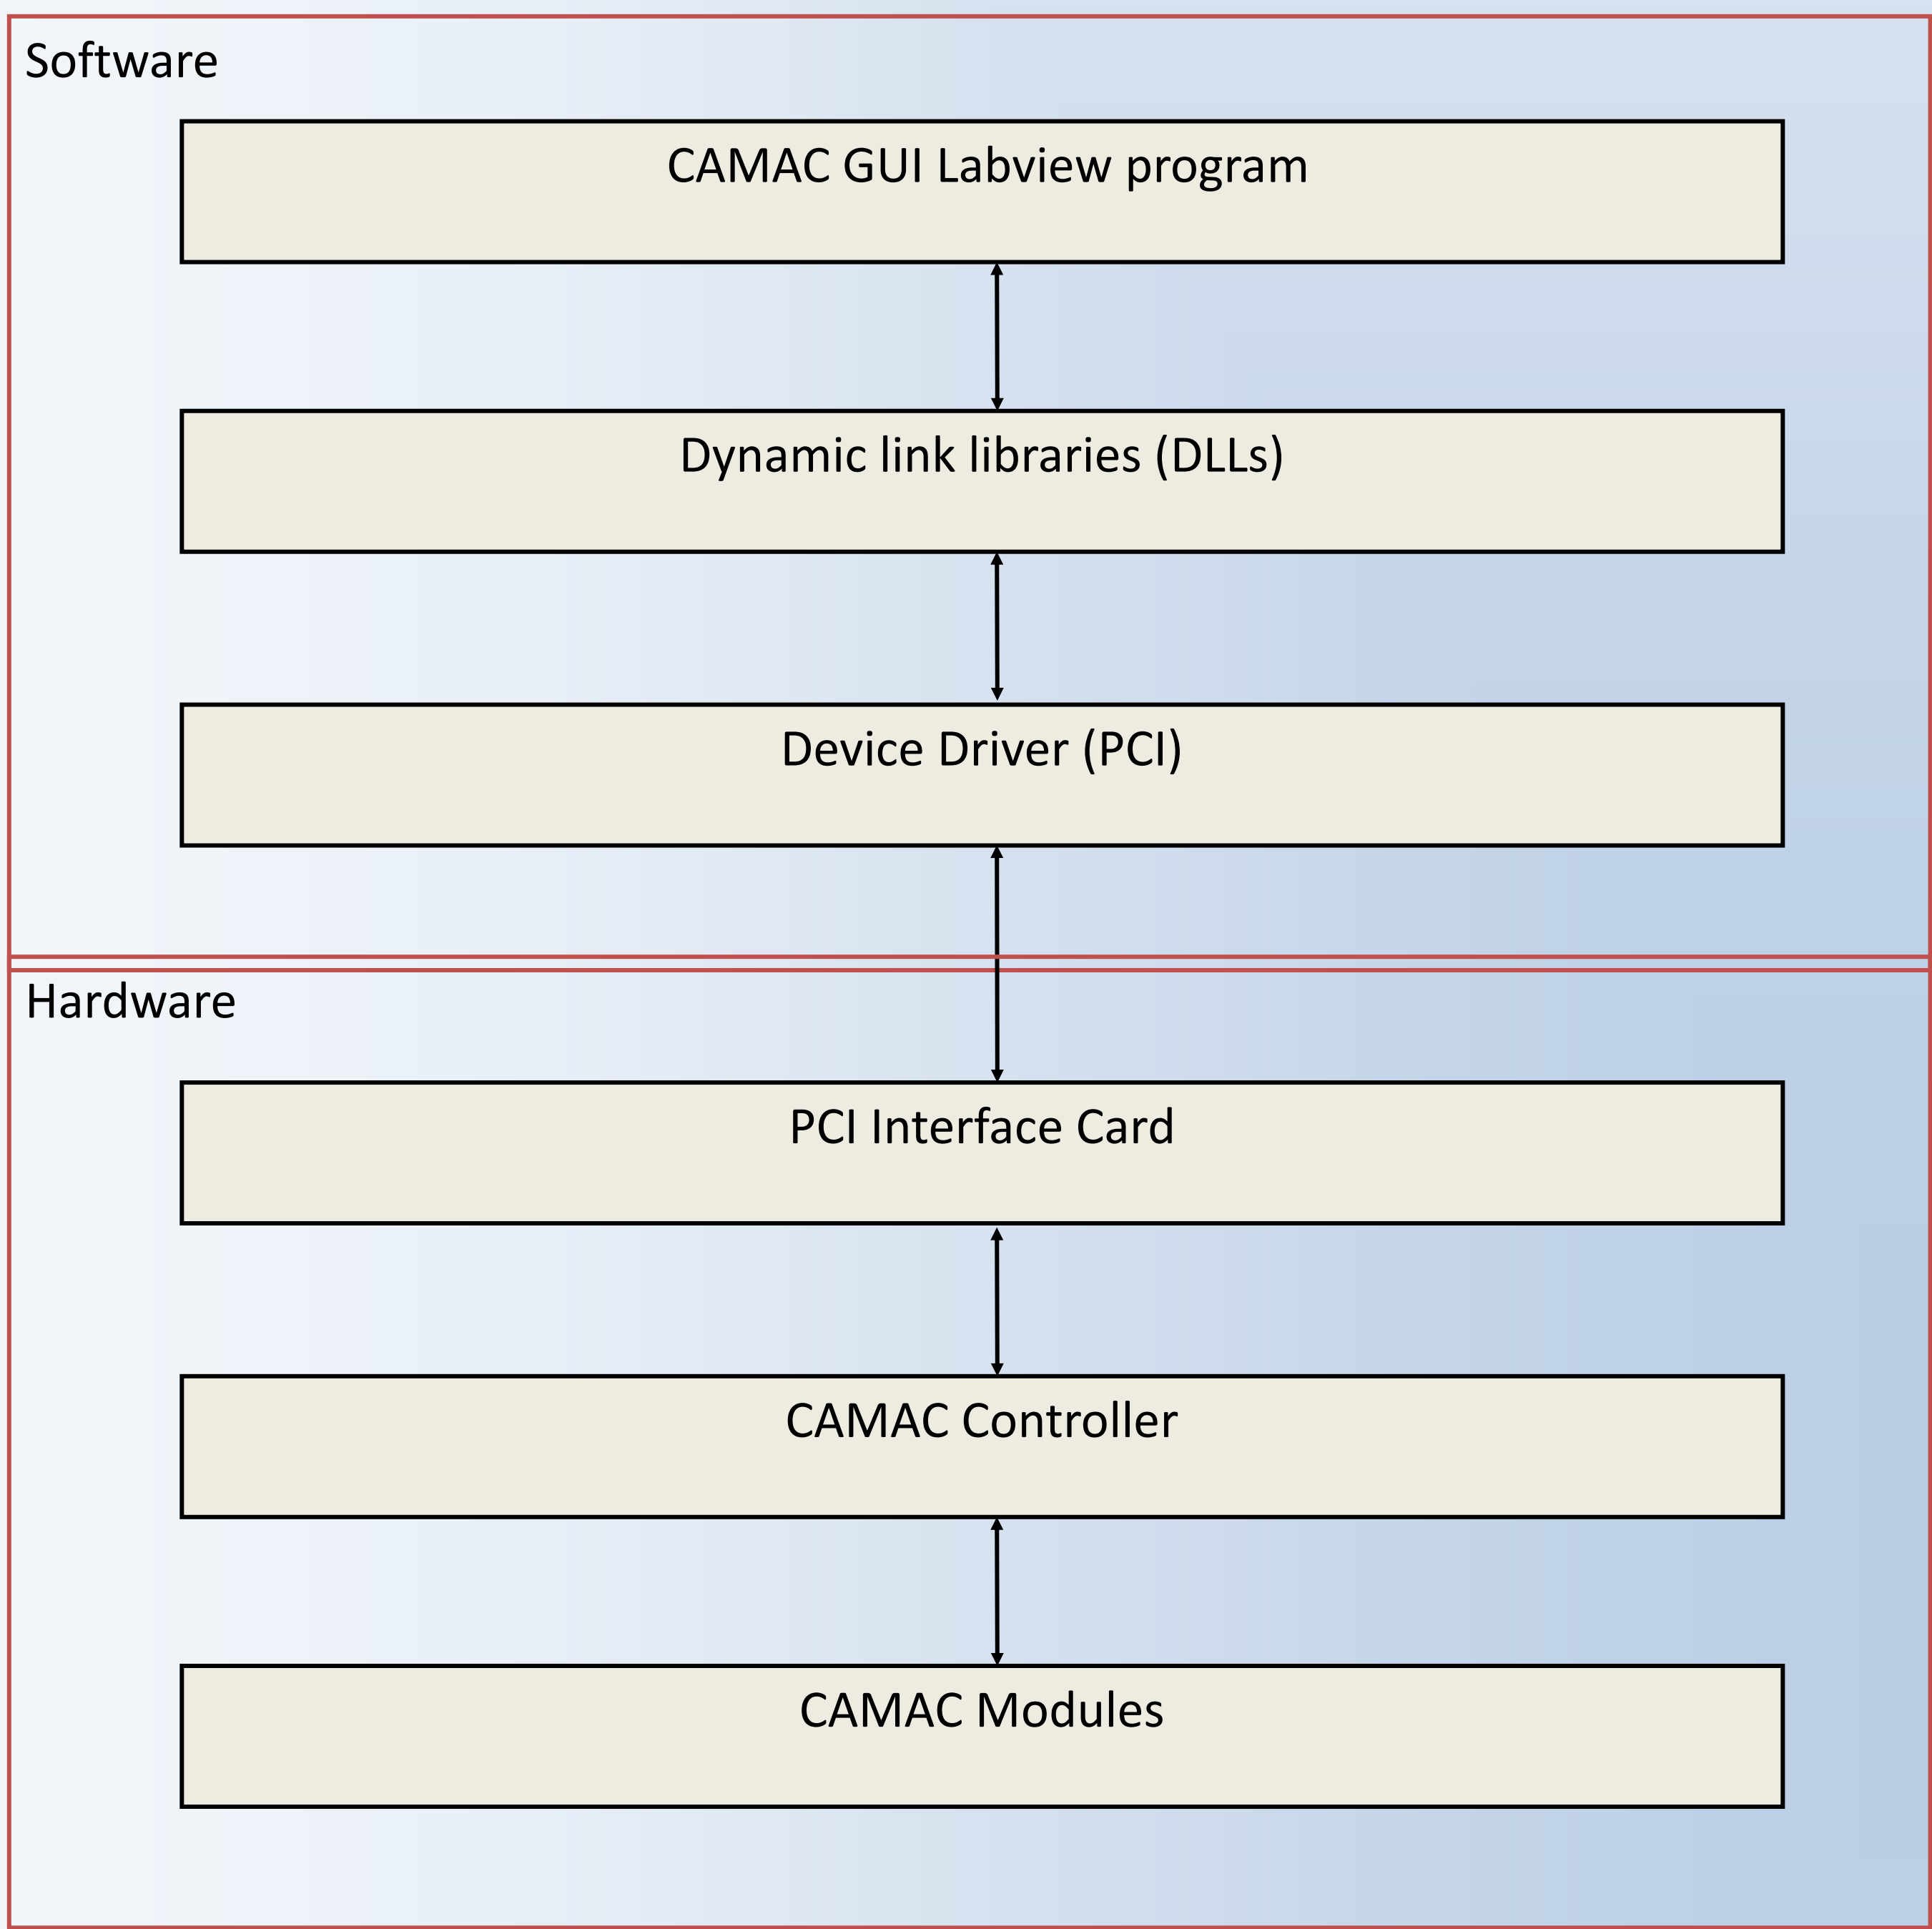 Software
CAMAC GUI Labview program
Dynamic link libraries (DLLs)
Device Driver (PCI)
Hardware
PCI Interface Card
CAMAC Controller
CAMAC Modules